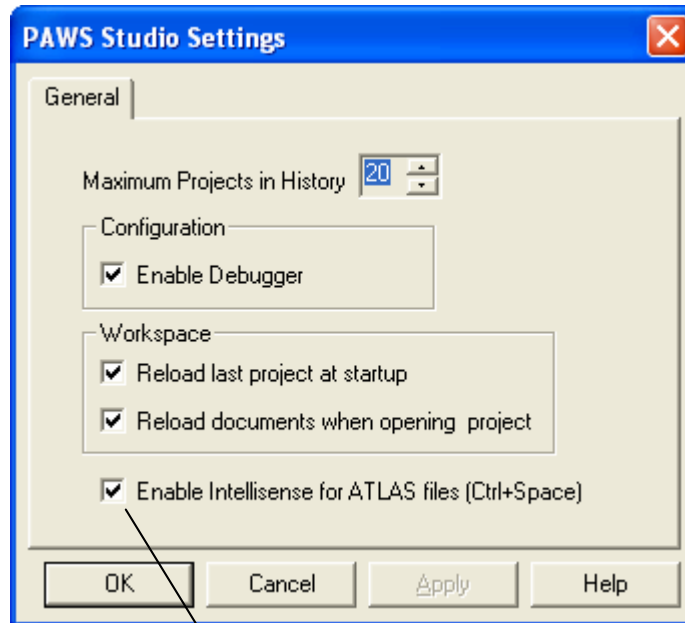 PAWS Studio Settings
General
Maximum Projects in History 20
Configuration
Enable Debugger
Workspace
Reload last project at startup
Reload documents when opening project
Enable Intellisense for ATLAS files (Ctrl+Space)
OK Cancel Apply Help